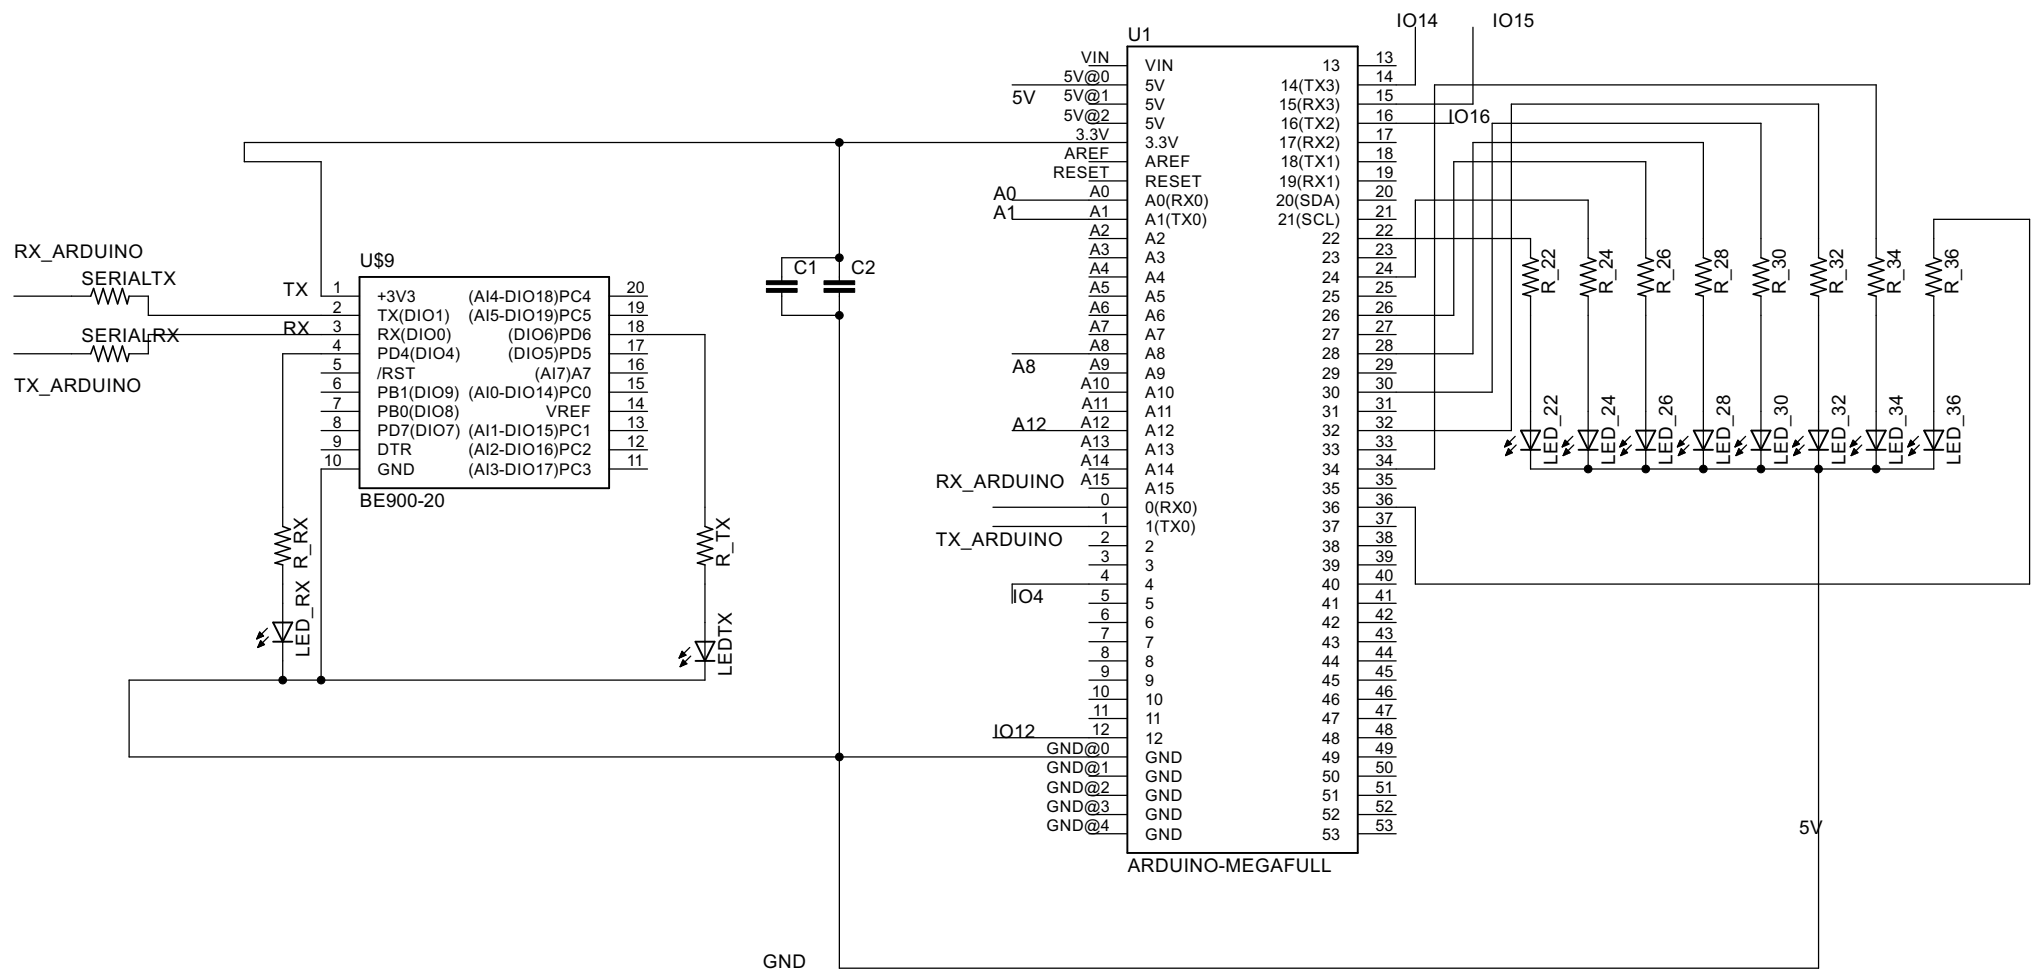 IO14
IO15
U1
VIN
5V@0
5V
5V@1
5V@2
3.3V
AREF
RESET
A0
A0
A1
A1
A2
A3
A4
A5
A6
A7
A8
A8
A9
A10
A11
A12
A12
A13
A14
RX_ARDUINO
A15
0
1
TX_ARDUINO
2
3
4
IO4
5
6
7
8
9
10
11
IO12
12
GND@0
GND@1
GND@2
GND@3
GND@4
VIN
5V
5V
5V
3.3V
AREF
RESET
A0(RX0)
A1(TX0)
A2
A3
A4
A5
A6
A7
A8
A9
A10
A11
A12
A13
A14
A15
0(RX0)
1(TX0)
2
3
4
5
6
7
8
9
10
11
12
GND
GND
GND
GND
GND
13
14(TX3)
15(RX3)
16(TX2)
17(RX2)
18(TX1)
19(RX1)
20(SDA)
21(SCL)
22
23
24
25
26
27
28
29
30
31
32
33
34
35
36
37
38
39
40
41
42
43
44
45
46
47
48
49
50
51
52
53
13
14
15
16
IO16
17
18
19
20
21
22
23
24
25
26
27
28
29
30
31
32
33
34
35
36
37
38
39
40
41
42
43
44
45
46
47
48
49
50
51
52
53
ARDUINO-MEGAFULL
RX_ARDUINO
SERIALTX
TX
SERIALRX
RX
TX_ARDUINO
U$9
1
2
3
4
5
6
7
8
9
10
+3V3
TX(DIO1)
RX(DIO0)
PD4(DIO4)
/RST
PB1(DIO9)
PB0(DIO8)
PD7(DIO7)
DTR
GND
(AI4-DIO18)PC4
(AI5-DIO19)PC5
(DIO6)PD6
(DIO5)PD5
(AI7)A7
(AI0-DIO14)PC0
VREF
(AI1-DIO15)PC1
(AI2-DIO16)PC2
(AI3-DIO17)PC3
20
19
18
17
16
15
14
13
12
11
BE900-20
R_RX
LED_RX
R_TX
LEDTX
C1
C2
R_22
R_24
R_26
R_28
R_30
R_32
R_34
R_36
LED_22
LED_24
LED_26
LED_28
LED_30
LED_32
LED_34
LED_36
5V
GND